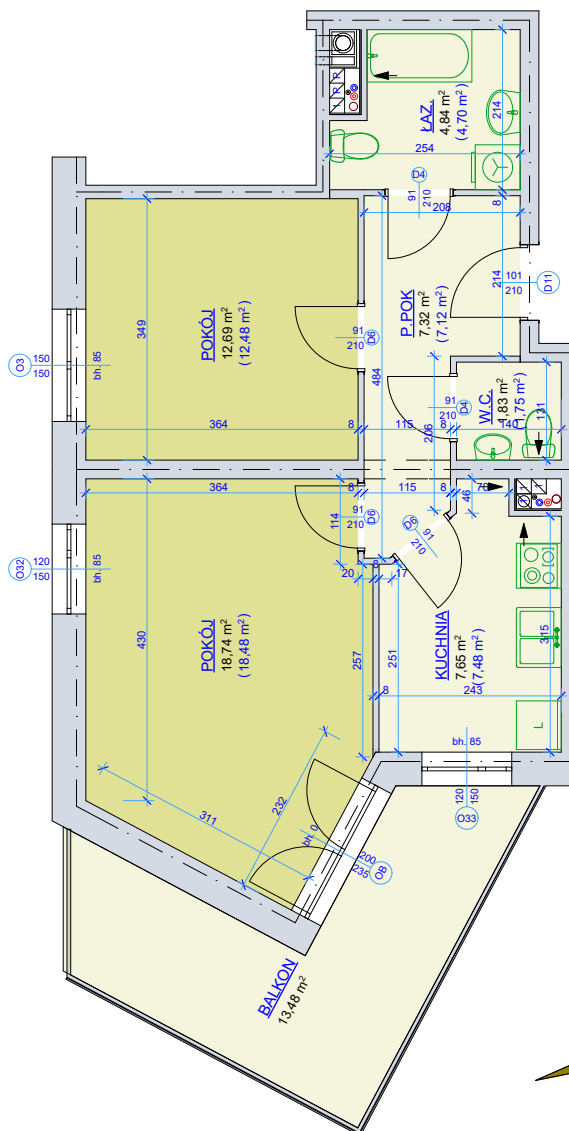 ŁAZ.
4,84 m²
(4,70 m²)
214
254
D4
91
210
8
208
P.POK
7,32 m²
(7,12 m²)
214
101
210
D11
POKÓJ
12,69 m²
(12,48 m²)
349
O3
150
150
bh. 85
91
210
D6
484
364
8
115
8
140
206
91
210
D4
W.C.
1,83 m²
(1,75 m²)
131
364
8
115
8
46
114
91
210
D6
D6
91
210
O32
120
150
bh. 85
430
POKÓJ
18,74 m²
(18,48 m²)
20
8
17
257
251
KUCHNIA
7,65 m²
(7,48 m²)
315
8
243
L
bh. 85
120
150
O33
311
232
bh. 0
200
235
OB
BALKON
13,48 m²